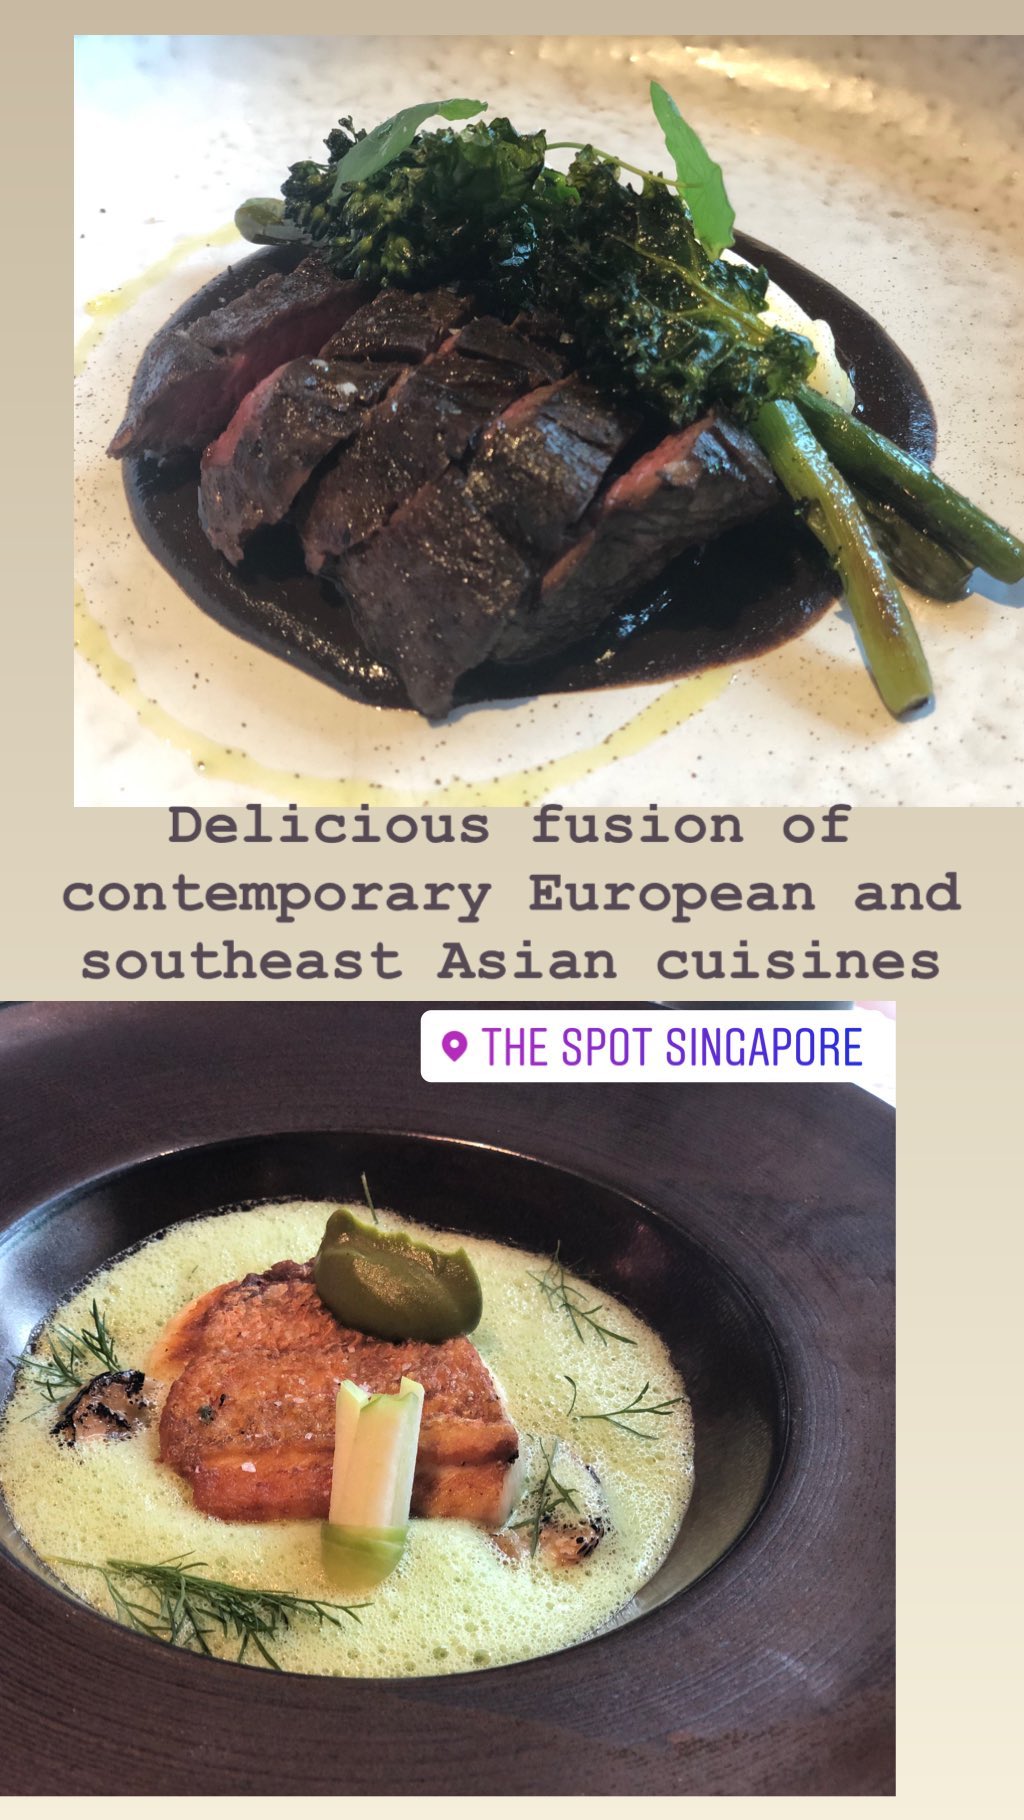 Delicious fusion of
contemporary European and
southeast Asian cuisines
THE SPOT SINGAPORE